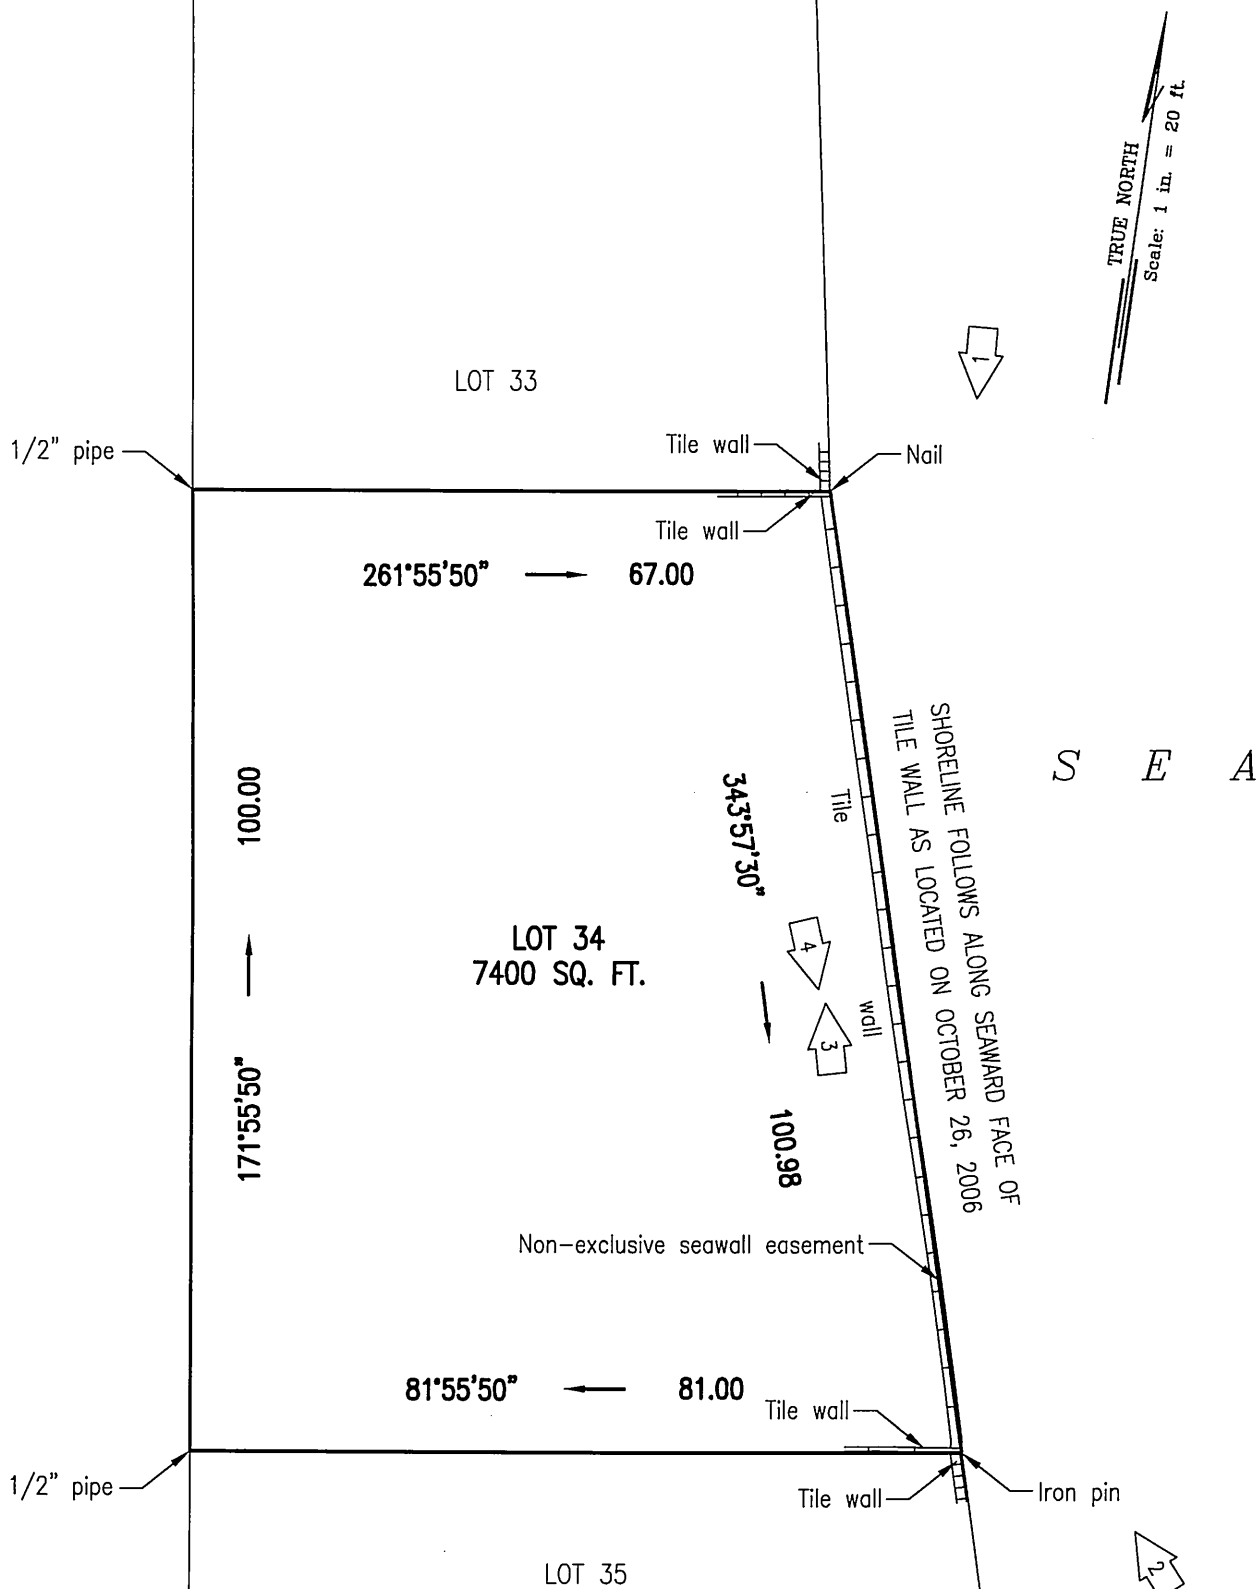 TRUE NORTH
Scale: 1 in. = 20 ft.
1
LOT 33
1/2" pipe
Tile wall
Nail
Tile wall
261°55'50" 67.00
SHORELINE FOLLOWS ALONG SEAWARD FACE OF
TILE WALL AS LOCATED ON OCTOBER 26, 2006
S E A
100.00
171°55'50"
343°57'30"
100.98
Tile
wall
LOT 34
7400 SQ. FT.
4
3
Non-exclusive seawall easement
81°55'50" 81.00
Tile wall
1/2" pipe
Tile wall
Iron pin
2
LOT 35